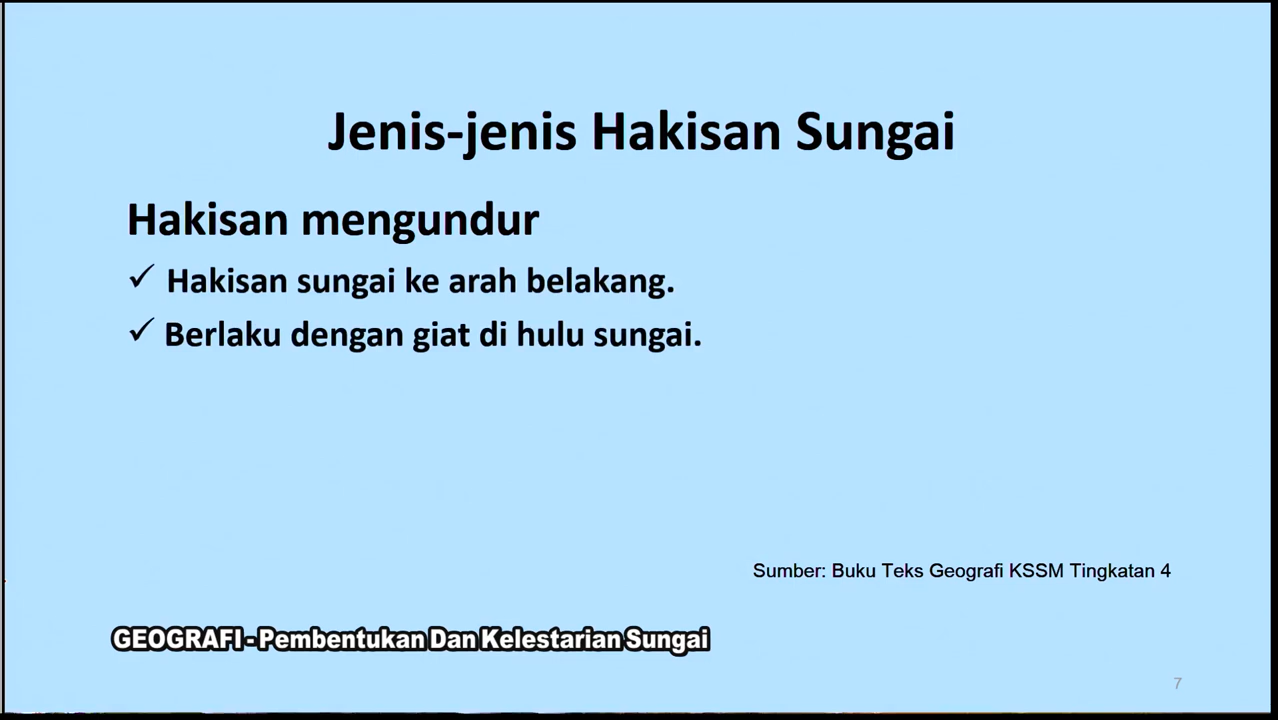 Jenis-jenis Hakisan Sungai
Hakisan mengundur
✓ Hakisan sungai ke arah belakang.
✓ Berlaku dengan giat di hulu sungai.
Sumber: Buku Teks Geografi KSSM Tingkatan 4
GEOGRAFI - Pembentukan Dan Kelestarian Sungai
7